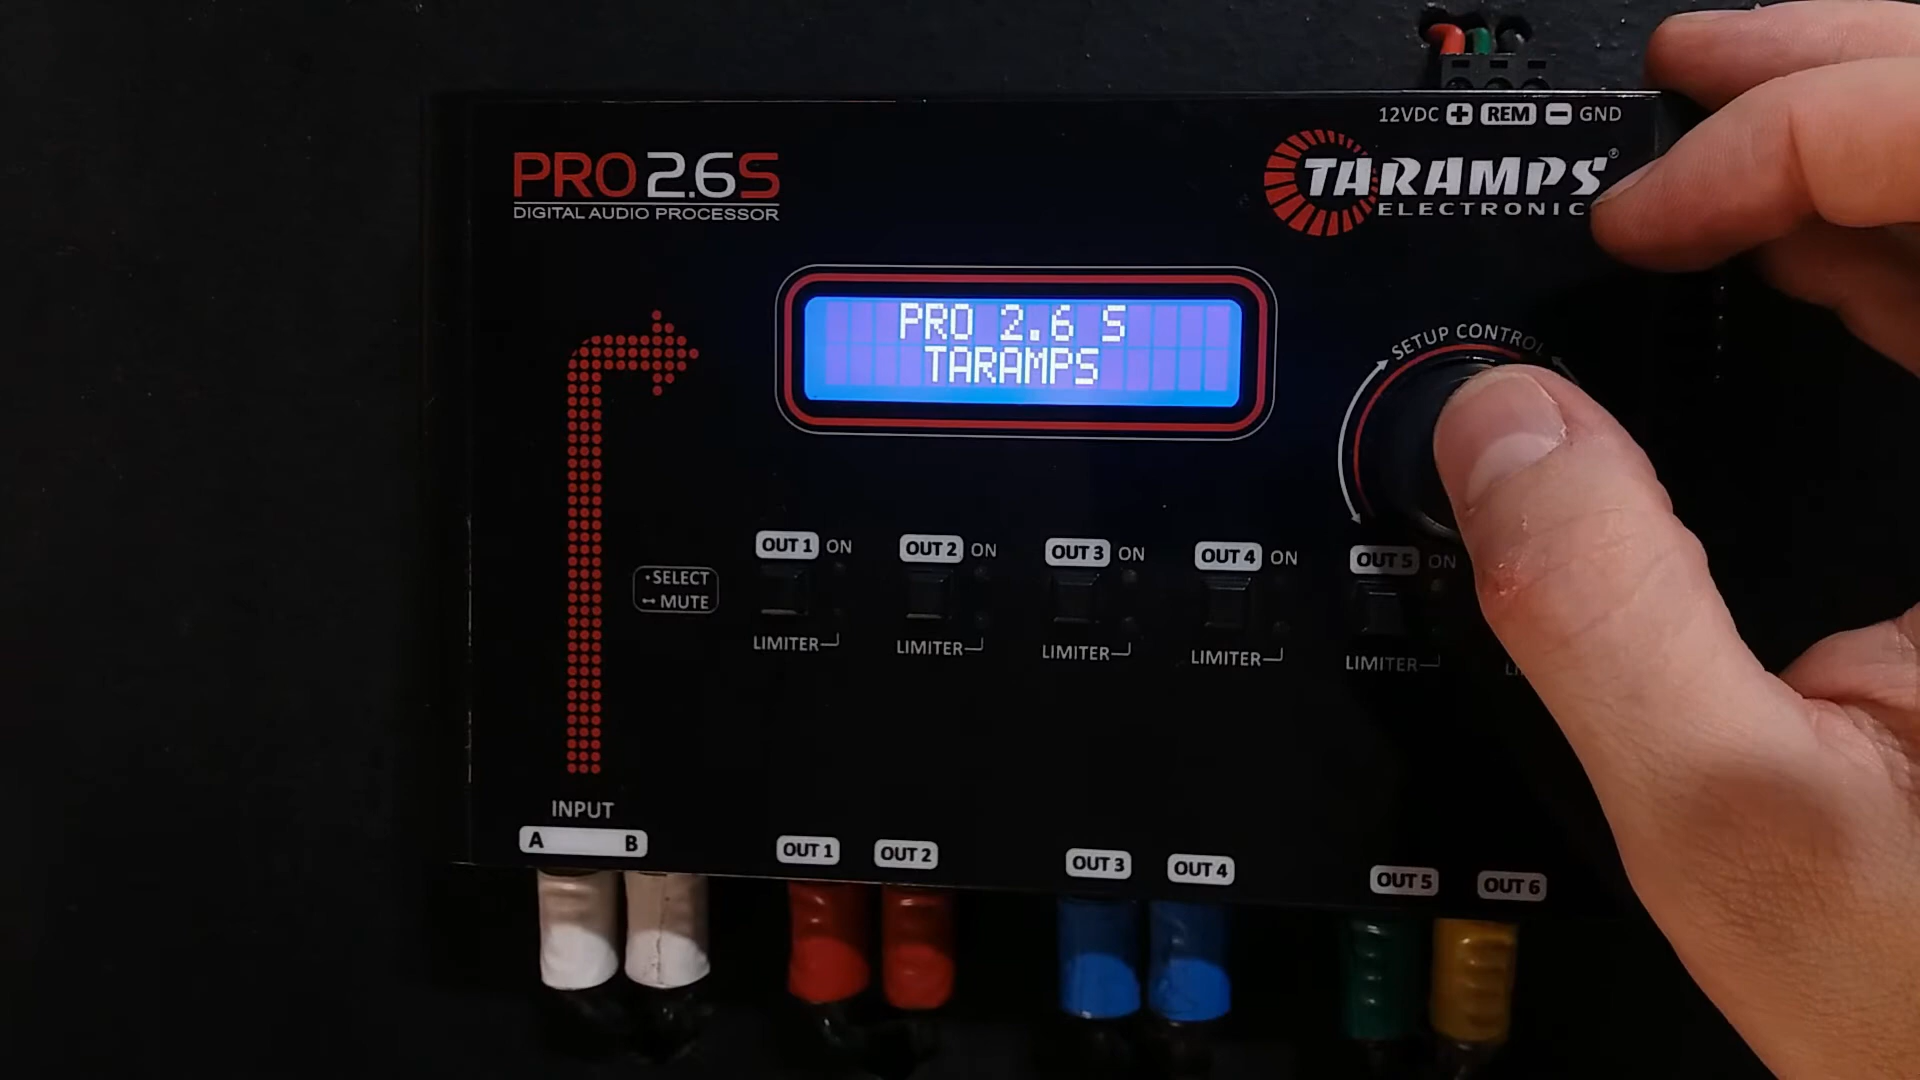 12VDC + REM - GND
PRO 2.6S
DIGITAL AUDIO PROCESSOR
TARAMPS®
ELECTRONIC
PRO 2.6 S
TARAMPS
SETUP CONTROL
OUT 1 ON
OUT 2 ON
OUT 3 ON
OUT 4 ON
OUT 5 ON
SELECT
MUTE
LIMITER
LIMITER
LIMITER
LIMITER
LIMITER
INPUT
A B
OUT 1
OUT 2
OUT 3
OUT 4
OUT 5
OUT 6